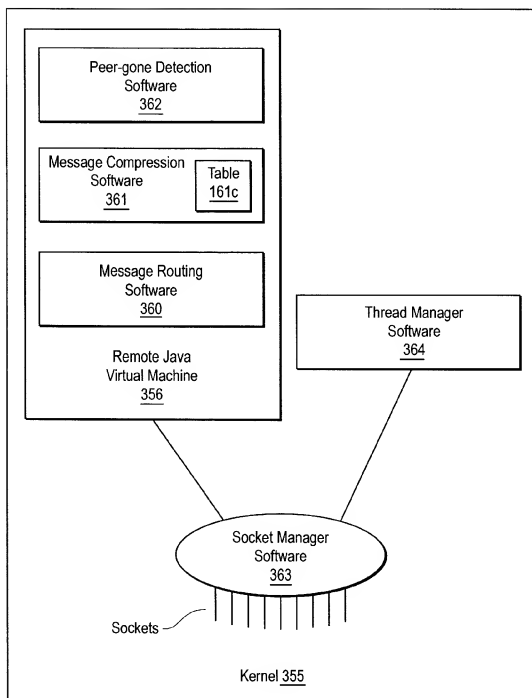 Peer-gone Detection
Software
362
Message Compression
Software
361
Table
161c
Message Routing
Software
360
Remote Java
Virtual Machine
356
Thread Manager
Software
364
Socket Manager
Software
363
Sockets
Kernel 355